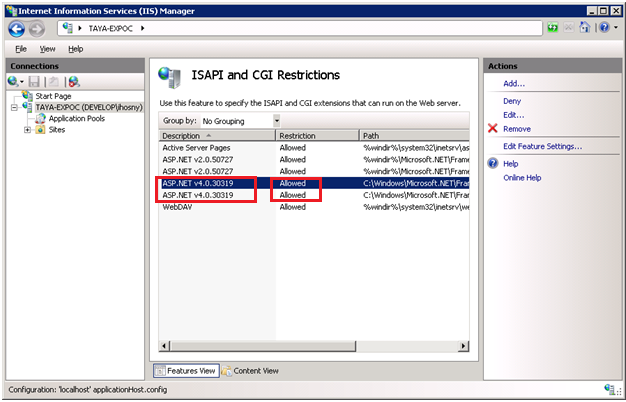 Internet Information Services (IIS) Manager
TAYA-EXPOC
File View Help
Connections
Start Page
TAYA-EXPOC (DEVELOP\jhosny)
Application Pools
Sites
ISAPI and CGI Restrictions
Use this feature to specify the ISAPI and CGI extensions that can run on the Web server.
Group by: No Grouping
Description Restriction Path
Active Server Pages Allowed %windir%\system32\inetsrv\as
ASP.NET v2.0.50727 Allowed %windir%\Microsoft.NET\Frame
ASP.NET v2.0.50727 Allowed %windir%\Microsoft.NET\Frame
ASP.NET v4.0.30319 Allowed C:\Windows\Microsoft.NET\Fra
ASP.NET v4.0.30319 Allowed C:\Windows\Microsoft.NET\Fra
WebDAV Allowed %windir%\system32\inetsrv\we
Features View Content View
Actions
Add...
Deny
Edit...
Remove
Edit Feature Settings...
Help
Online Help
Configuration: 'localhost' applicationHost.config